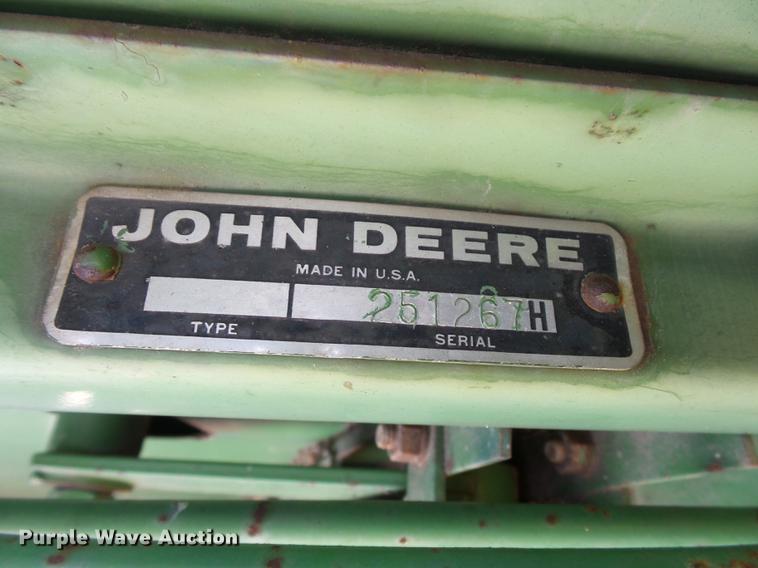 JOHN DEERE
MADE IN U.S.A.
251267H
TYPE SERIAL
Purple Wave Auction